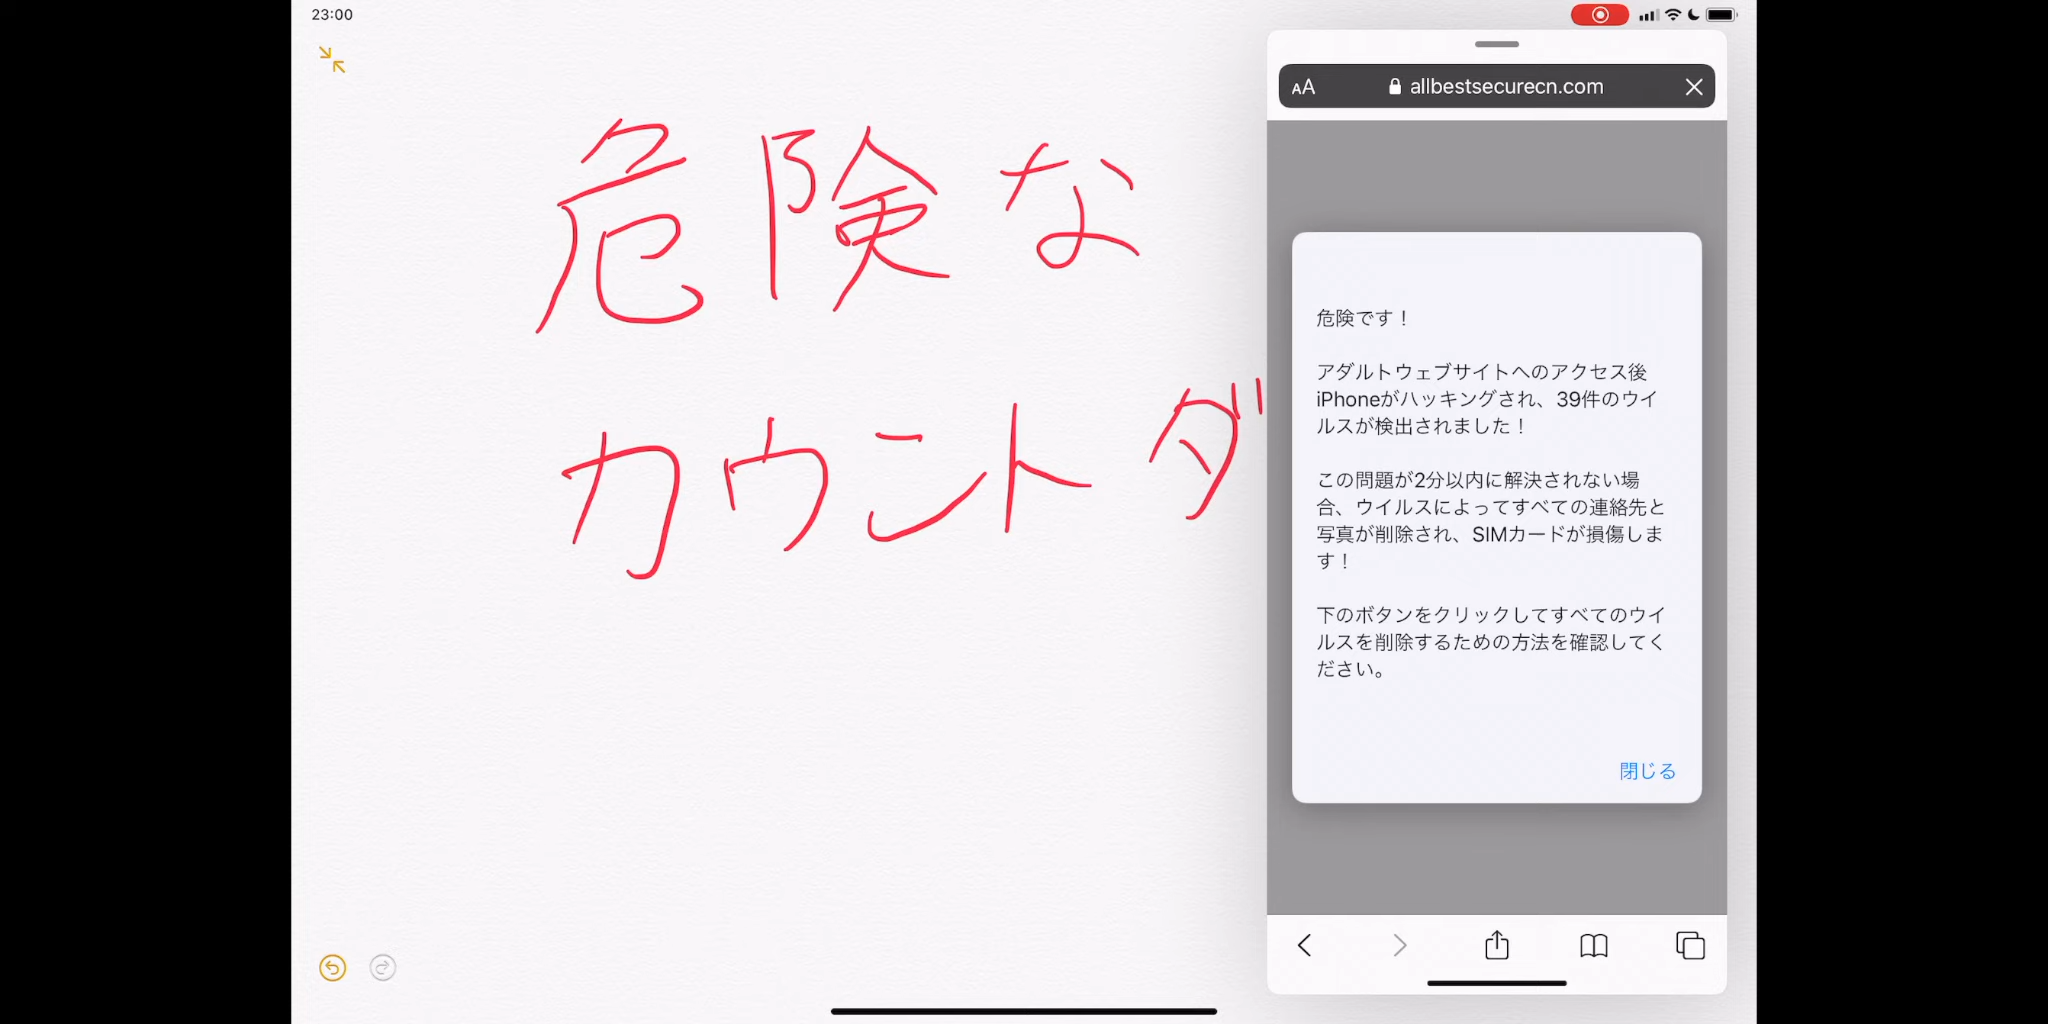 23:00
危険な
カウントダ
AA allbestsecurecn.com
危険です！
アダルトウェブサイトへのアクセス後
iPhoneがハッキングされ、39件のウイ
ルスが検出されました！
この問題が2分以内に解決されない場
合、ウイルスによってすべての連絡先と
写真が削除され、SIMカードが損傷しま
す！
下のボタンをクリックしてすべてのウイ
ルスを削除するための方法を確認してく
ださい。
閉じる